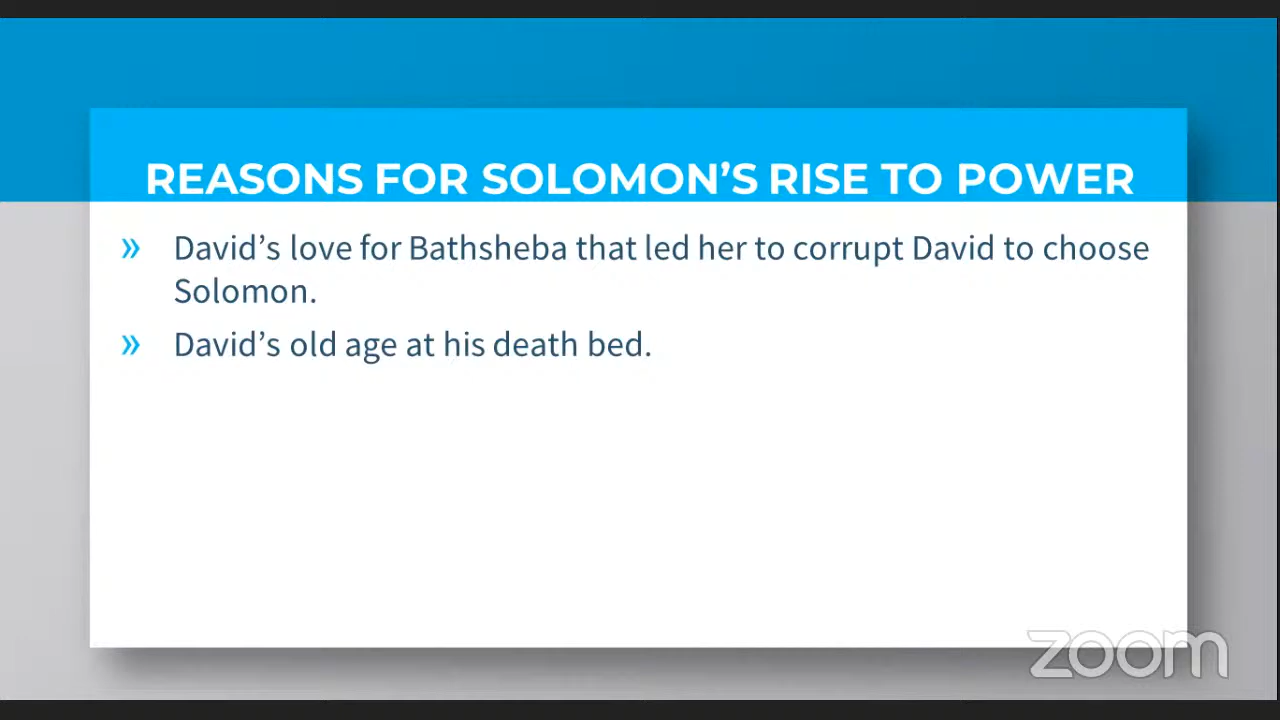 REASONS FOR SOLOMON’S RISE TO POWER
» David’s love for Bathsheba that led her to corrupt David to choose
Solomon.
» David’s old age at his death bed.
zoom